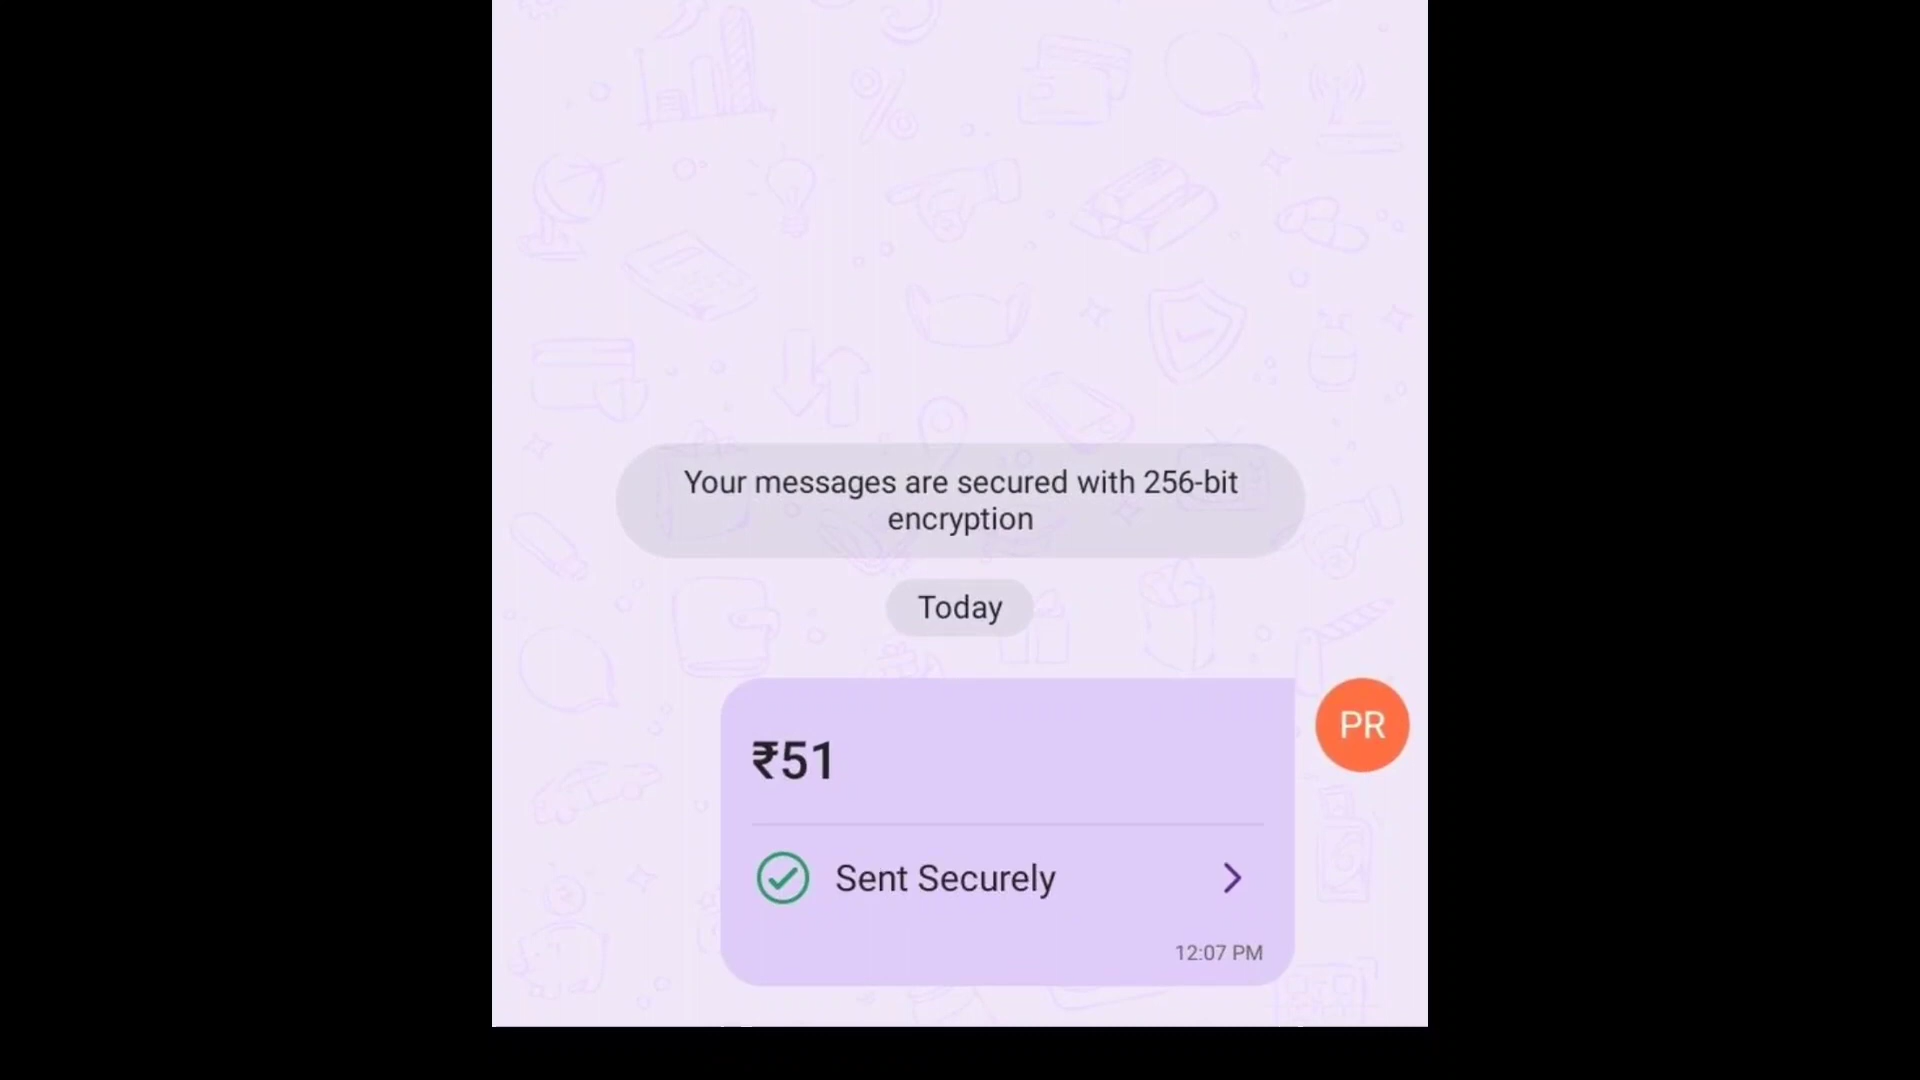 Your messages are secured with 256-bit
encryption
Today
₹51
PR
Sent Securely
12:07 PM